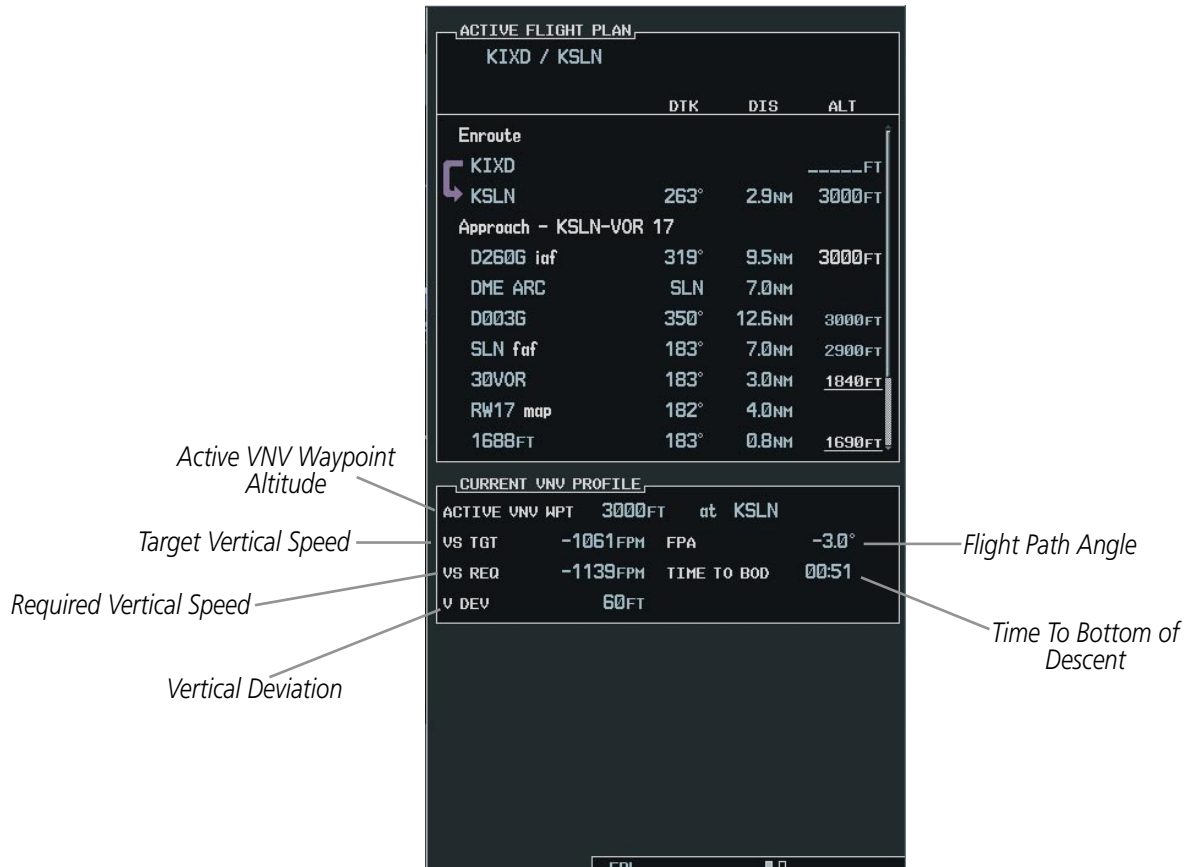 ACTIVE FLIGHT PLAN
KIXD / KSLN
DTK DIS ALT
Enroute
KIXD _____FT
KSLN 263° 2.9NM 3000FT
Approach - KSLN-VOR 17
D260G iaf 319° 9.5NM 3000FT
DME ARC SLN 7.0NM
D003G 350° 12.6NM 3000FT
SLN faf 183° 7.0NM 2900FT
30VOR 183° 3.0NM 1840FT
RW17 map 182° 4.0NM
1688FT 183° 0.8NM 1690FT
Active VNV Waypoint
Altitude
CURRENT VNV PROFILE
ACTIVE VNV WPT 3000FT at KSLN
Target Vertical Speed
VS TGT -1061FPM FPA -3.0°
Flight Path Angle
Required Vertical Speed
VS REQ -1139FPM TIME TO BOD 00:51
Time To Bottom of
Descent
V DEV 60FT
Vertical Deviation
FPL